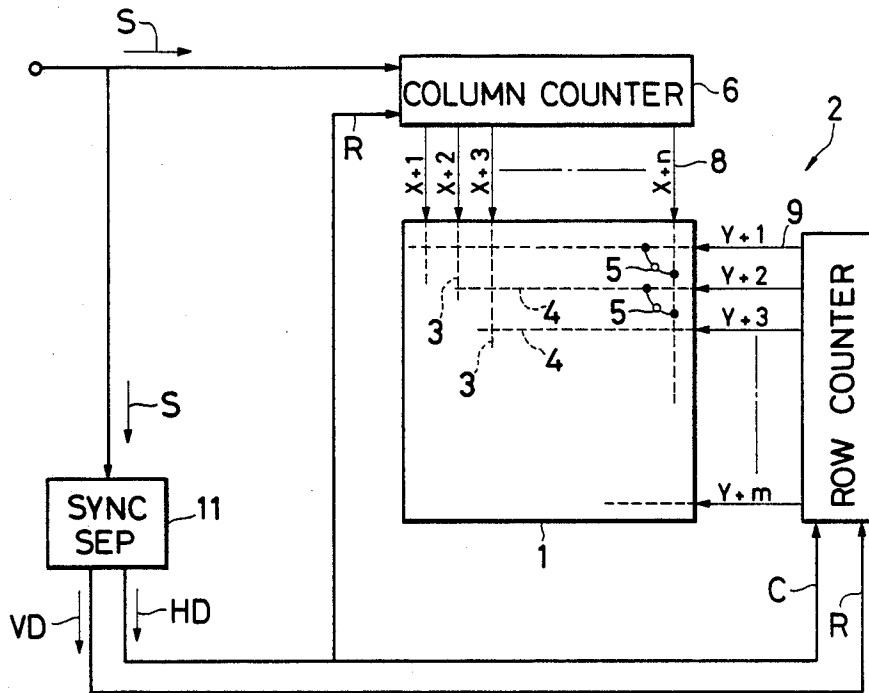 S
COLUMN COUNTER
6
R
2
X+1
X+2
X+3
X+n
8
Y+1
9
5
Y+2
5
4
Y+3
3
4
3
ROW COUNTER
S
SYNC
SEP
11
Y+m
1
C
R
VD
HD